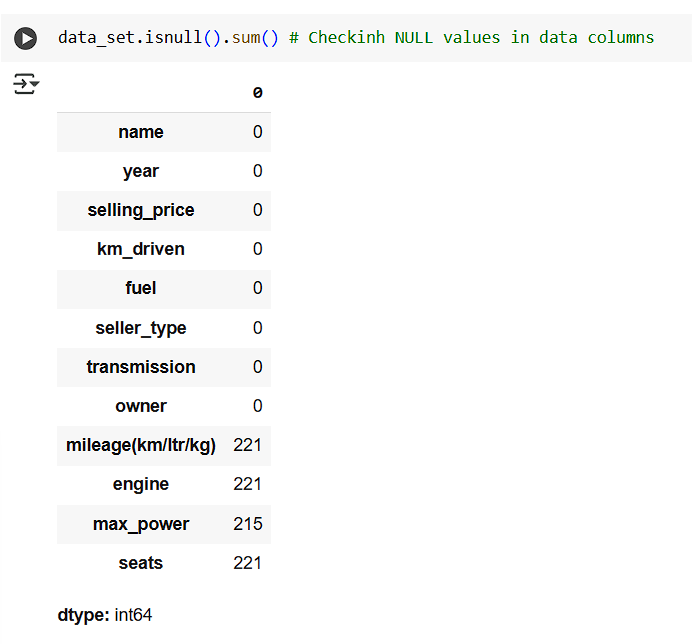 data_set.isnull().sum() # Checkinh NULL values in data columns
0
name 0
year 0
selling_price 0
km_driven 0
fuel 0
seller_type 0
transmission 0
owner 0
mileage(km/ltr/kg) 221
engine 221
max_power 215
seats 221
dtype: int64